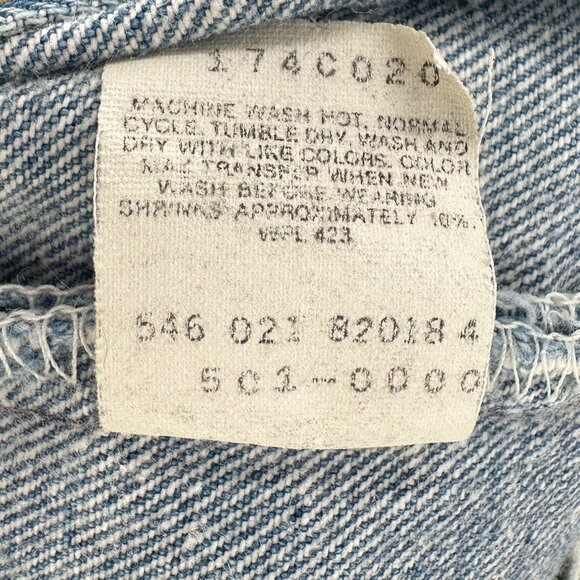 174C020
MACHINE WASH HOT, NORMAL
CYCLE. TUMBLE DRY. WASH AND
DRY WITH LIKE COLORS. COLOR
MAY TRANSFER WHEN NEW
WASH BEFORE WEARING
SHRINKS APPROXIMATELY 10%.
WPL 423
546 021 820184
501-0000